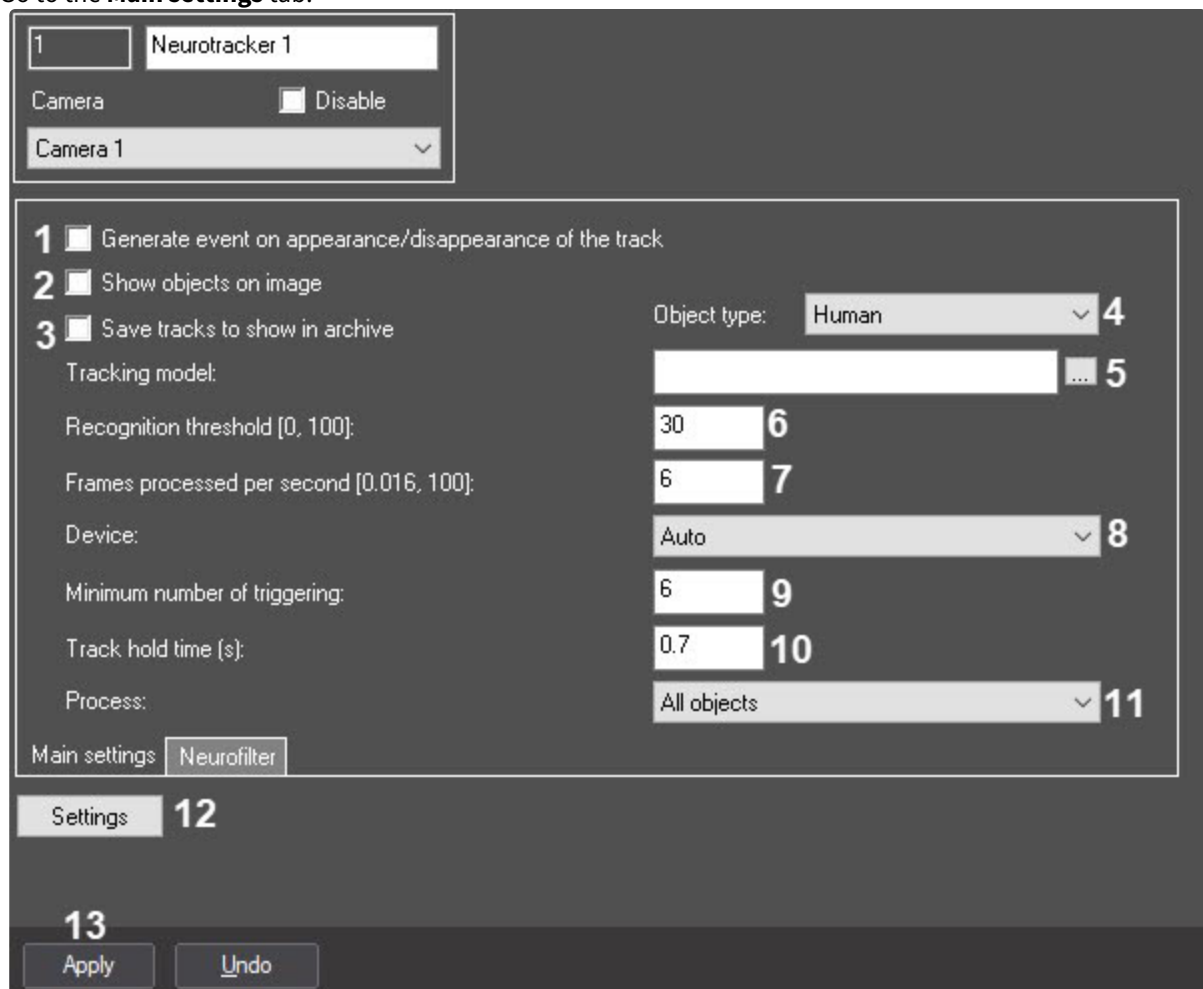 Go to the Main settings tab.
1 Neurotracker 1
Camera Disable
Camera 1
1 Generate event on appearance/disappearance of the track
2 Show objects on image
3 Save tracks to show in archive
Object type: Human 4
Tracking model: ... 5
Recognition threshold [0, 100]: 30 6
Frames processed per second [0.016, 100]: 6 7
Device: Auto 8
Minimum number of triggering: 6 9
Track hold time (s): 0.7 10
Process: All objects 11
Main settings Neurofilter
Settings 12
13
Apply Undo